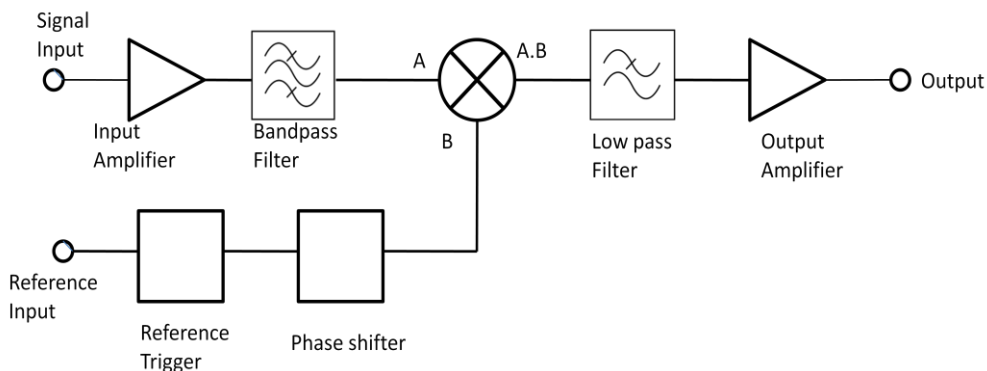 Signal
Input
Input
Amplifier
Bandpass
Filter
A
B
A.B
Low pass
Filter
Output
Amplifier
Output
Reference
Input
Reference
Trigger
Phase shifter